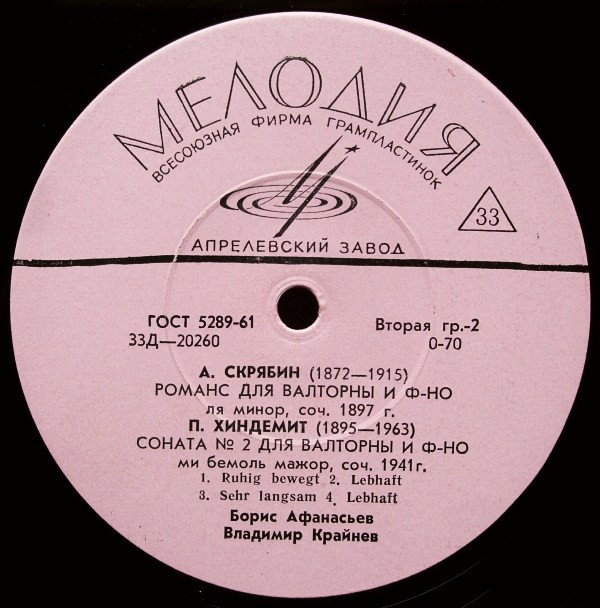 МЕЛОДИЯ
ВСЕСОЮЗНАЯ ФИРМА ГРАМПЛАСТИНОК
33
АПРЕЛЕВСКИЙ ЗАВОД
ГОСТ 5289-61 Вторая гр.-2
33Д—20260 0-70
А. СКРЯБИН (1872—1915)
РОМАНС ДЛЯ ВАЛТОРНЫ И Ф-НО
ля минор, соч. 1897 г.
П. ХИНДЕМИТ (1895—1963)
СОНАТА № 2 ДЛЯ ВАЛТОРНЫ И Ф-НО
ми бемоль мажор, соч. 1941г.
1. Ruhig bewegt 2. Lebhaft
3. Sehr langsam 4. Lebhaft
Борис Афанасьев
Владимир Крайнев